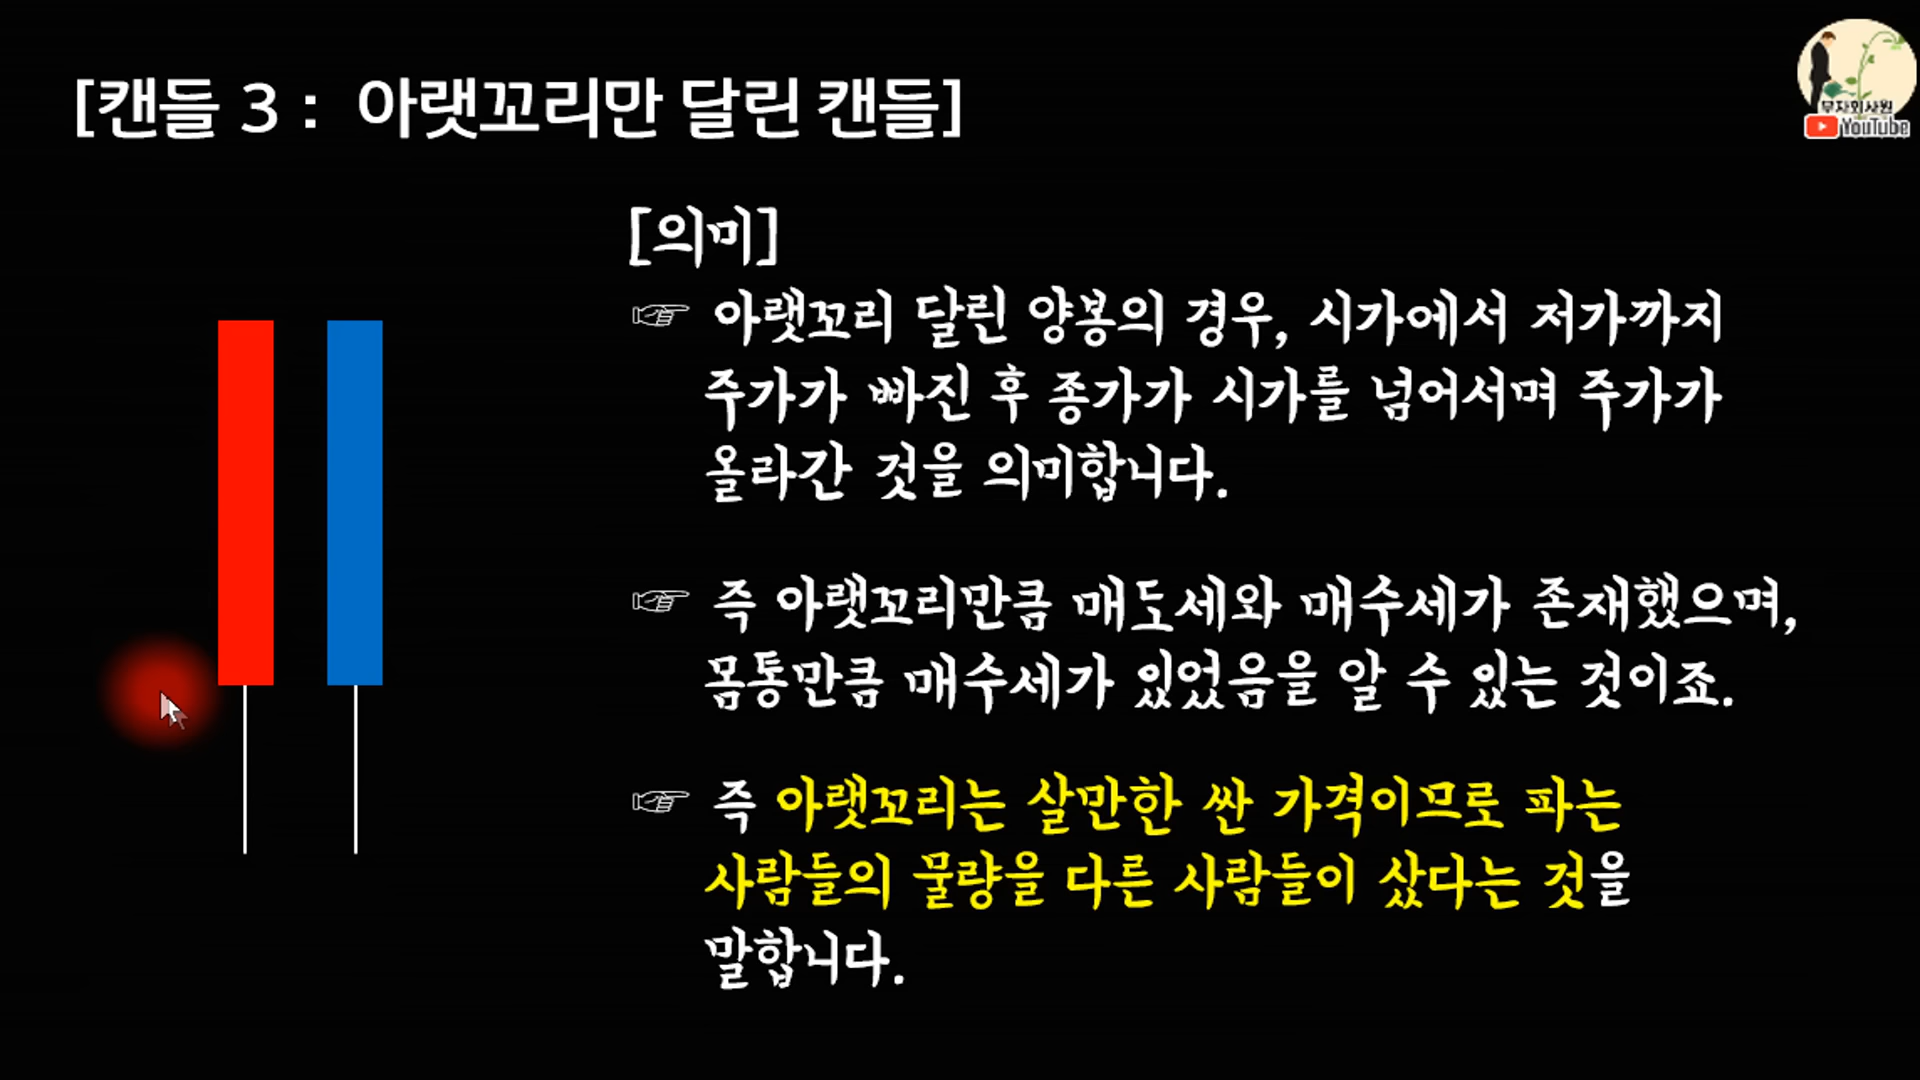 [캔들 3 : 아랫꼬리만 달린 캔들]
부자회사원
YouTube
[의미]
☞ 아랫꼬리 달린 양봉의 경우, 시가에서 저가까지
주가가 빠진 후 종가가 시가를 넘어서며 주가가
올라간 것을 의미합니다.
☞ 즉 아랫꼬리만큼 매도세와 매수세가 존재했으며,
몸통만큼 매수세가 있었음을 알 수 있는 것이죠.
☞ 즉 아랫꼬리는 살만한 싼 가격이므로 파는
사람들의 물량을 다른 사람들이 샀다는 것을
말합니다.